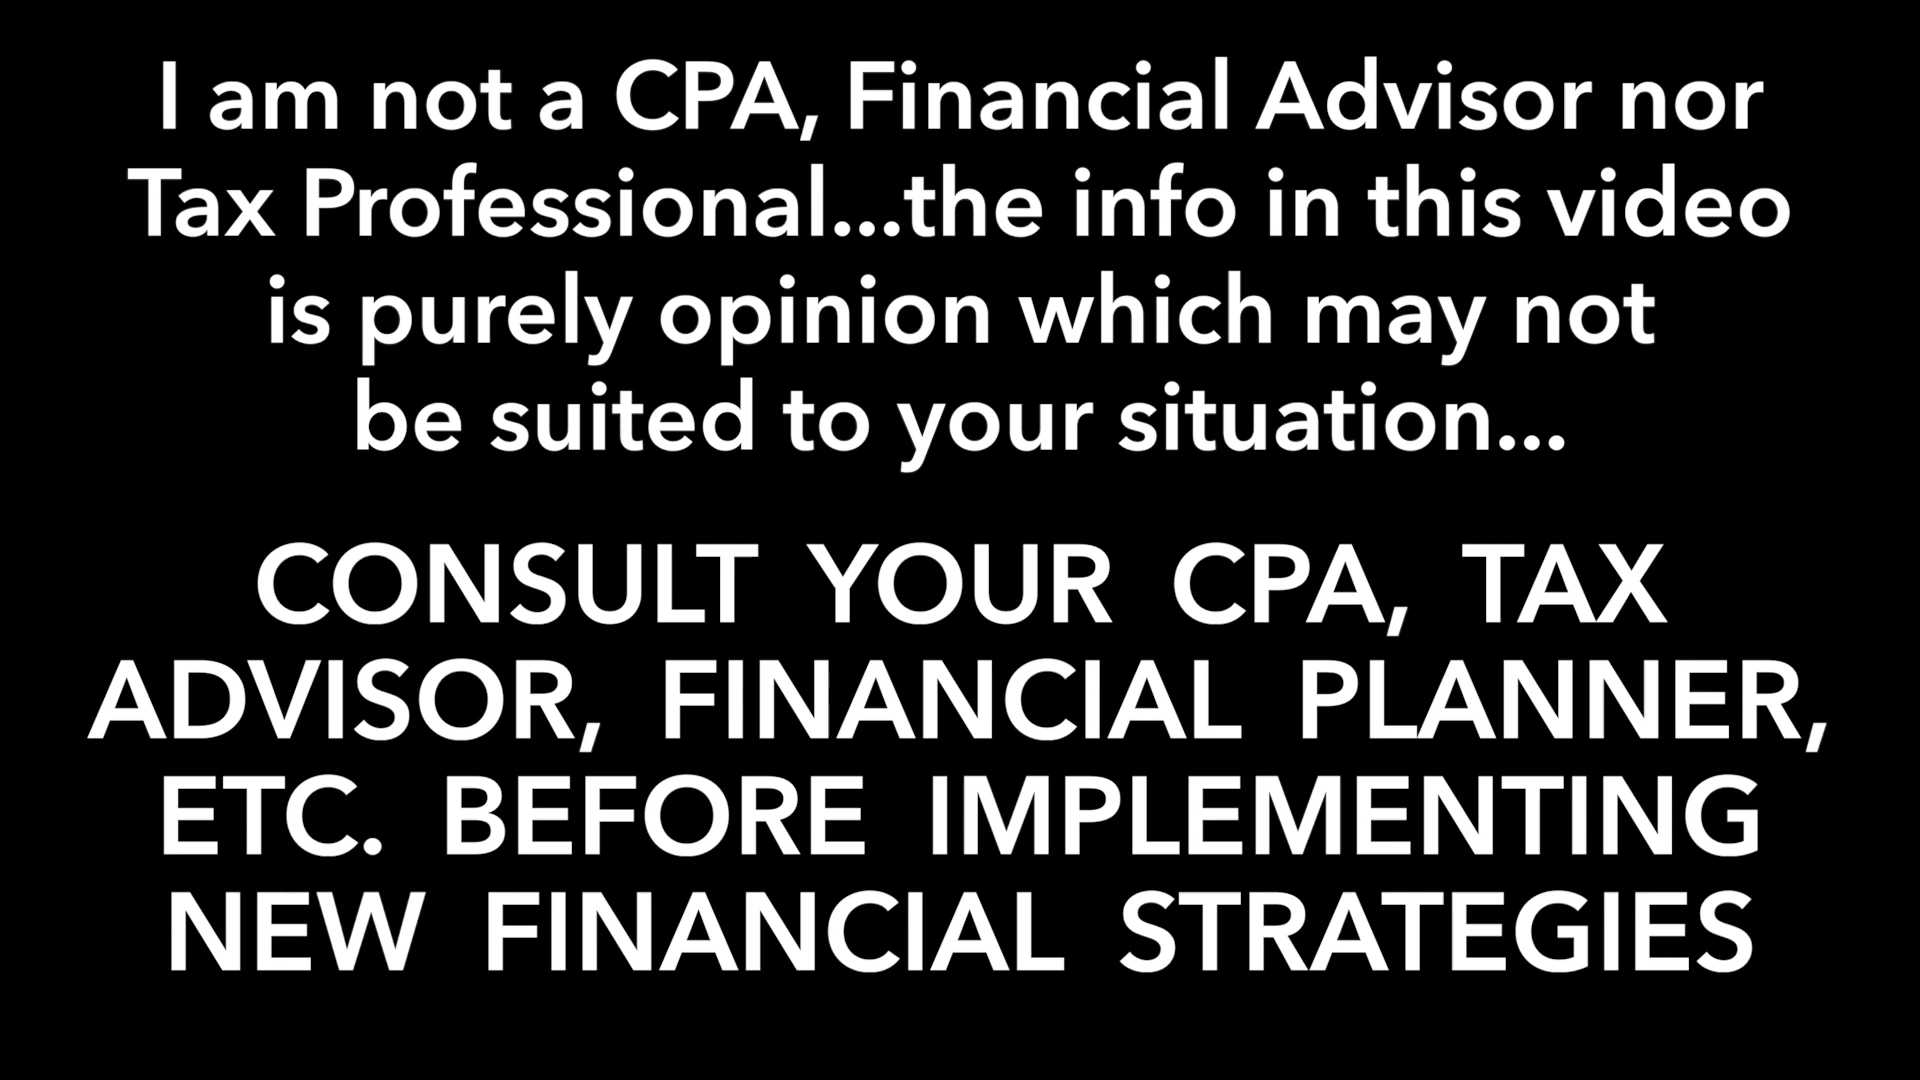 I am not a CPA, Financial Advisor nor
Tax Professional...the info in this video
is purely opinion which may not
be suited to your situation...
CONSULT YOUR CPA, TAX
ADVISOR, FINANCIAL PLANNER,
ETC. BEFORE IMPLEMENTING
NEW FINANCIAL STRATEGIES